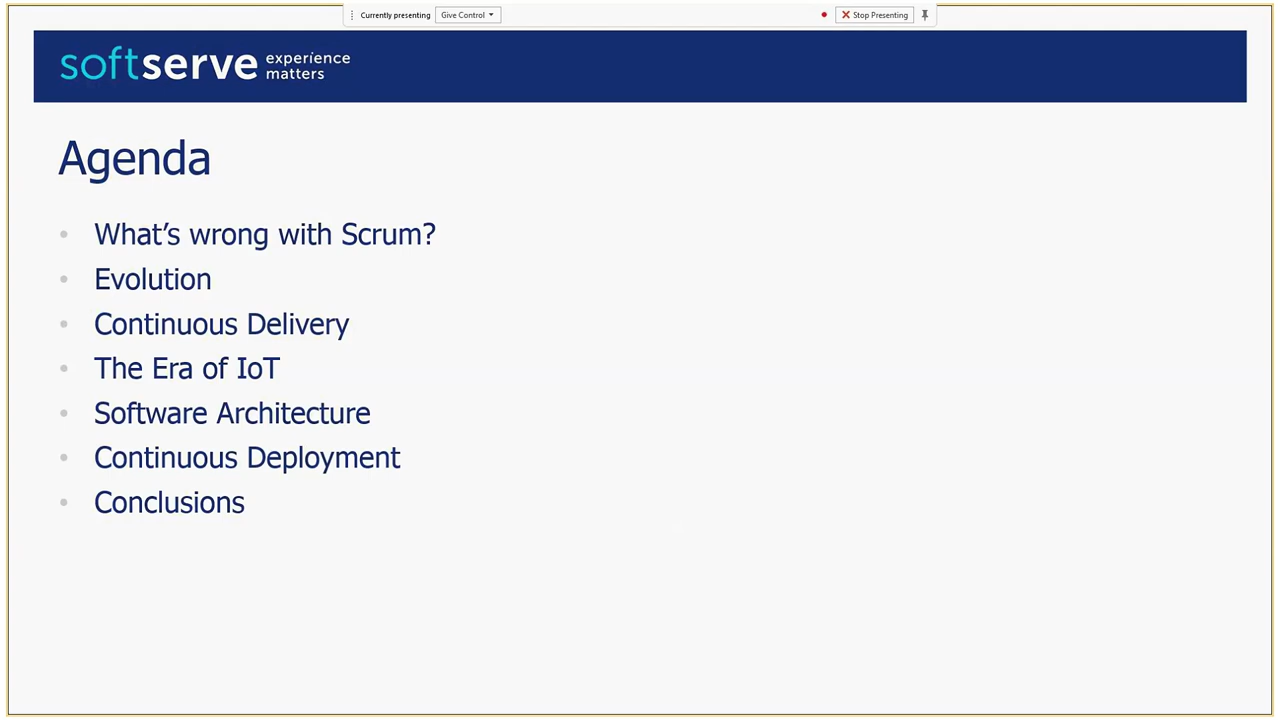 Currently presenting Give Control Stop Presenting
softserve experience
matters
Agenda
• What's wrong with Scrum?
• Evolution
• Continuous Delivery
• The Era of IoT
• Software Architecture
• Continuous Deployment
• Conclusions